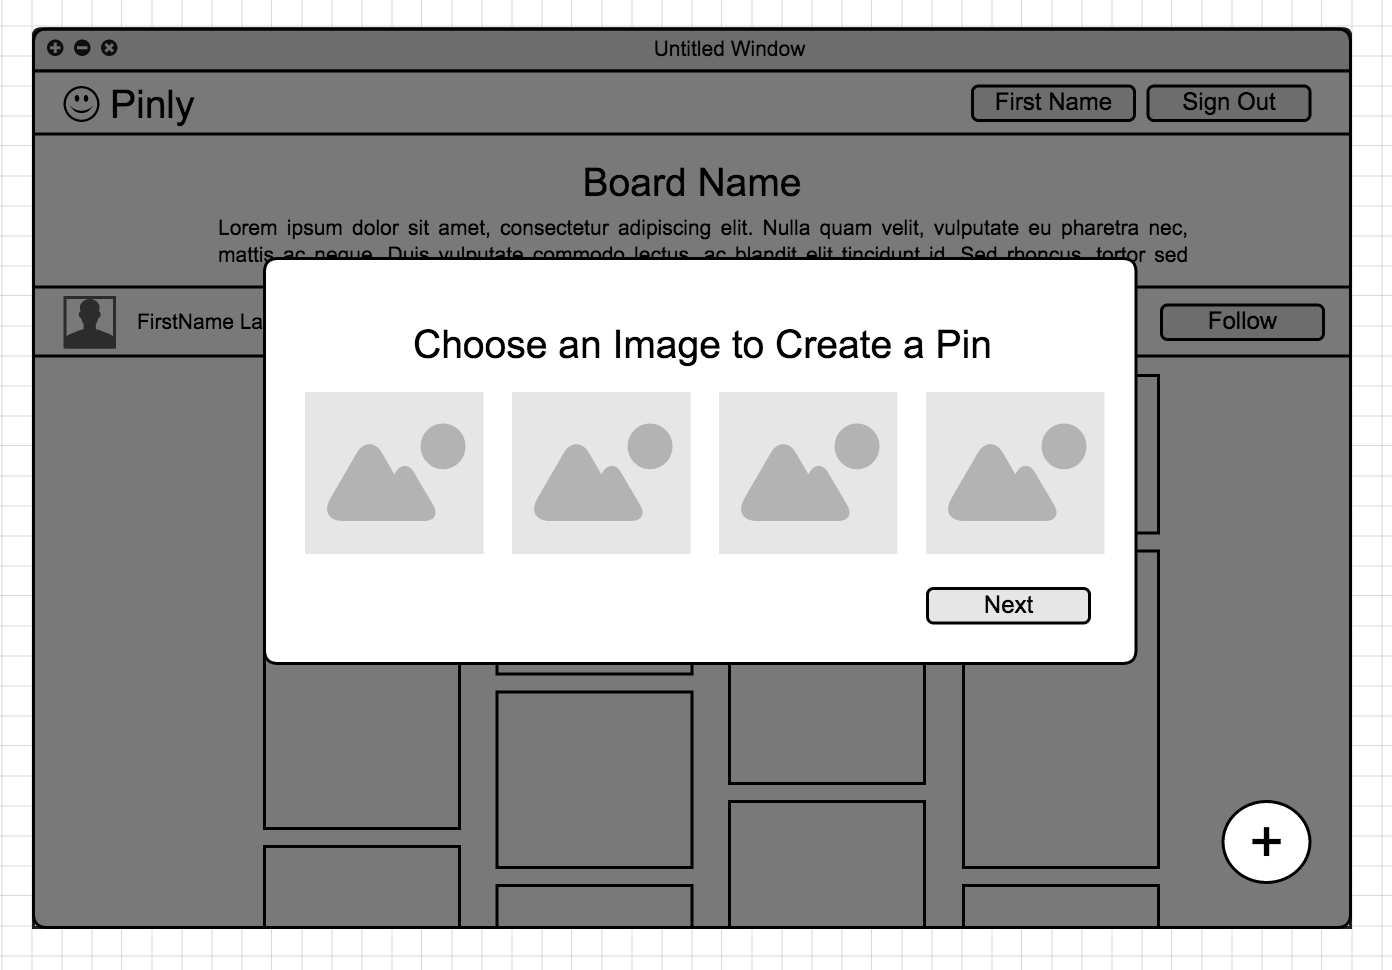 Untitled Window
Pinly
First Name
Sign Out
Board Name
Lorem ipsum dolor sit amet, consectetur adipiscing elit. Nulla quam velit, vulputate eu pharetra nec,
mattis ac neque. Duis vulputate commodo lectus, ac blandit elit tincidunt id. Sed rhoncus, tortor sed
FirstName La
Follow
Choose an Image to Create a Pin
Next
+